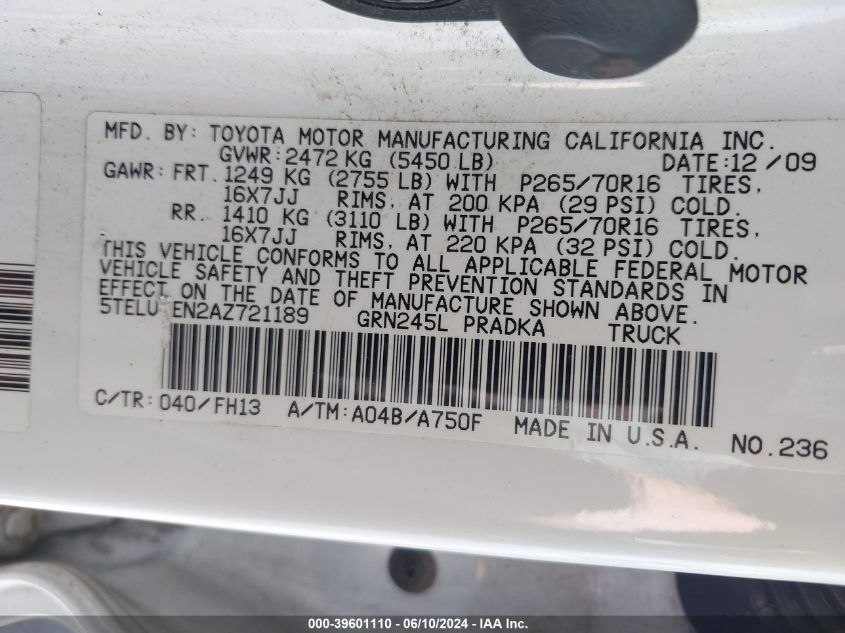 MFD. BY: TOYOTA MOTOR MANUFACTURING CALIFORNIA INC.
GVWR: 2472 KG (5450 LB) DATE: 12 /09
GAWR: FRT. 1249 KG (2755 LB) WITH P265/70R16 TIRES,
16X7JJ RIMS, AT 200 KPA (29 PSI) COLD.
RR. 1410 KG (3110 LB) WITH P265/70R16 TIRES,
16X7JJ RIMS, AT 220 KPA (32 PSI) COLD.
THIS VEHICLE CONFORMS TO ALL APPLICABLE FEDERAL MOTOR
VEHICLE SAFETY AND THEFT PREVENTION STANDARDS IN
EFFECT ON THE DATE OF MANUFACTURE SHOWN ABOVE.
5TELU EN2AZ721189 GRN245L PRADKA TRUCK
C/TR: 040/FH13 A/TM: A04B/A750F MADE IN U.S.A. NO.236
000-39601110 - 06/10/2024 - IAA Inc.